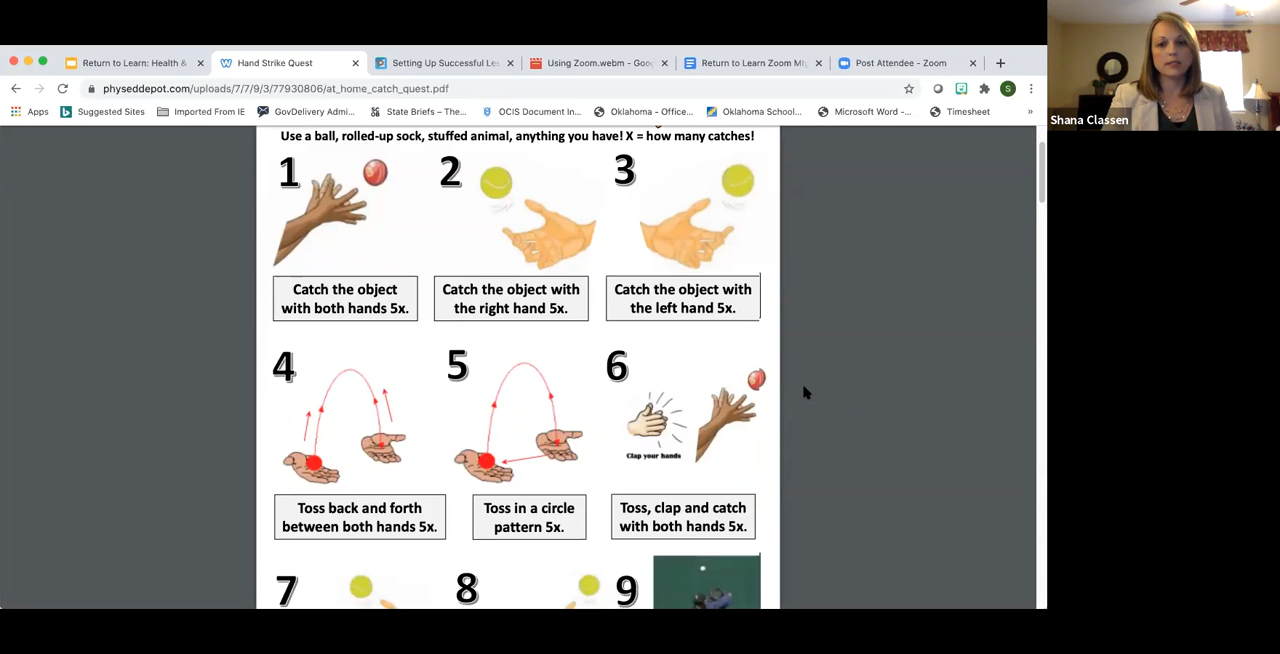 Return to Learn: Health &
Hand Strike Quest
Setting Up Successful Les
Using Zoom.webm - Goog
Return to Learn Zoom Mtg
Post Attendee - Zoom
physeddepot.com/uploads/7/7/9/3/77930806/at_home_catch_quest.pdf
S
Apps
Suggested Sites
Imported From IE
GovDelivery Admi...
State Briefs – The...
OCIS Document In...
Oklahoma - Office...
Oklahoma School...
Microsoft Word -...
Timesheet
»
Shana Classen
Use a ball, rolled-up sock, stuffed animal, anything you have! X = how many catches!
1
2
3
Catch the object
with both hands 5x.
Catch the object with
the right hand 5x.
Catch the object with
the left hand 5x.
4
5
6
Clap your hands
Toss back and forth
between both hands 5x.
Toss in a circle
pattern 5x.
Toss, clap and catch
with both hands 5x.
7
8
9